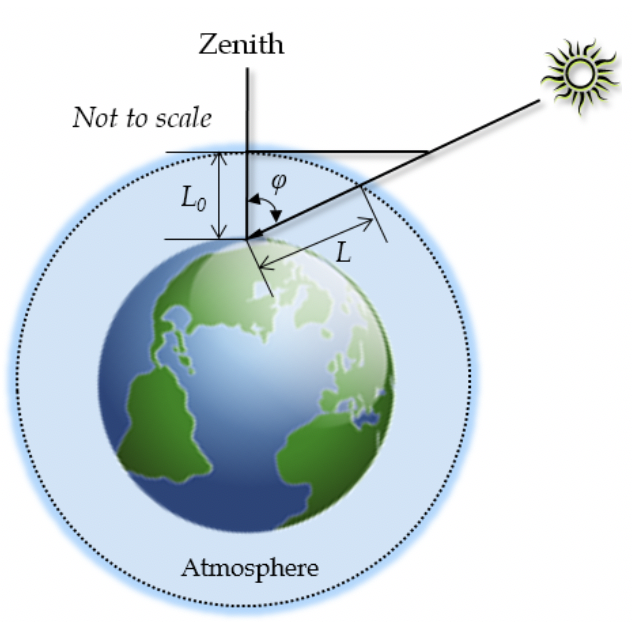 Zenith
Not to scale
L₀
φ
L
Atmosphere